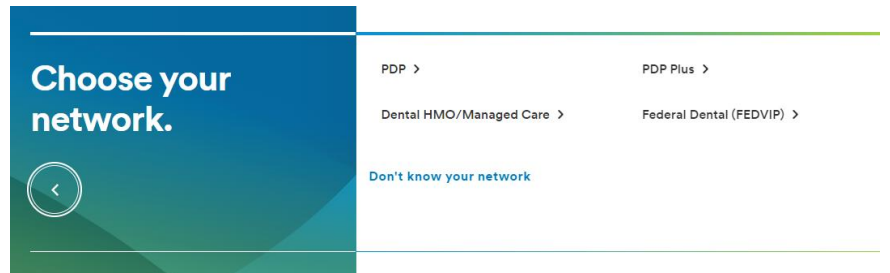 Choose your
network.
PDP >
PDP Plus >
Dental HMO/Managed Care >
Federal Dental (FEDVIP) >
Don't know your network